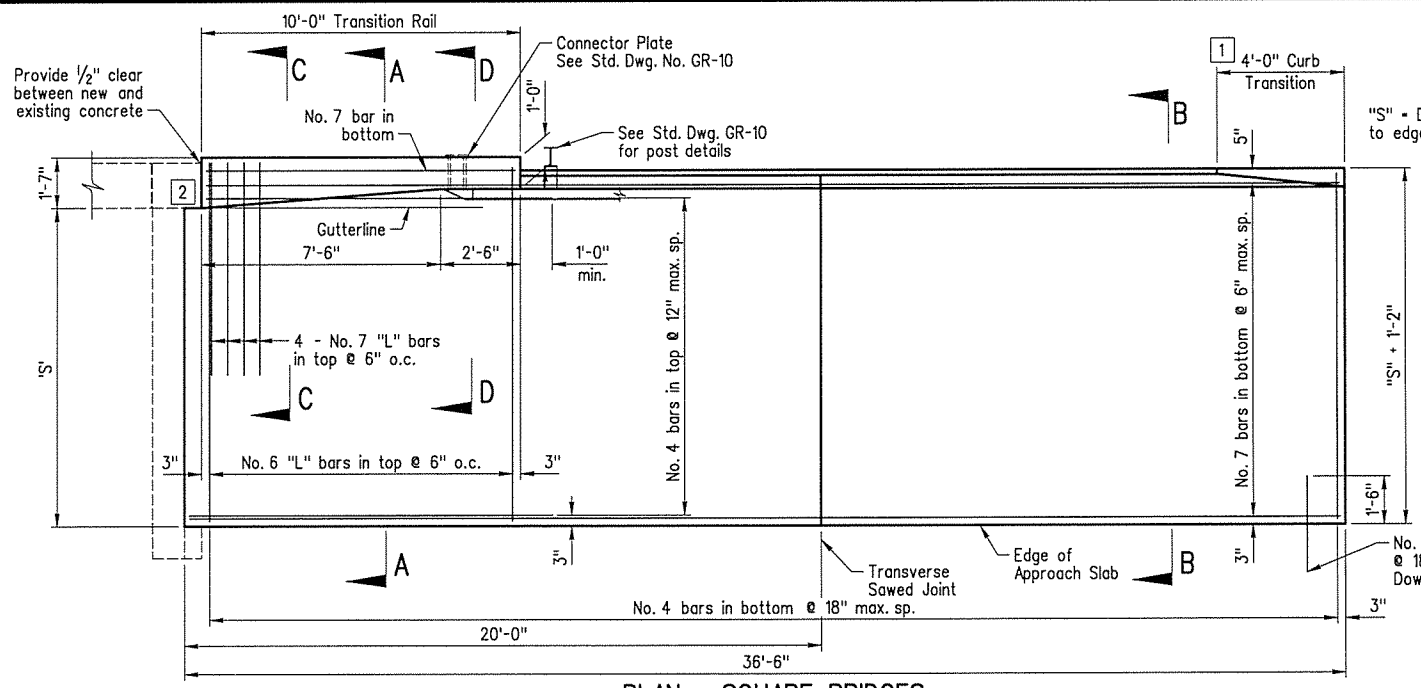 10'-0" Transition Rail
C
A
D
Connector Plate
See Std. Dwg. No. GR-10
1
4'-0" Curb
Transition
Provide 1/2" clear
between new and
existing concrete
No. 7 bar in
bottom
1'-0"
See Std. Dwg. GR-10
for post details
B
5"
"S" =
to edge
1'-7"
2
Gutterline
7'-6"
2'-6"
1'-0"
min.
4 - No. 7 "L" bars
in top @ 6" o.c.
C
D
"S"
No. 4 bars in top @ 12" max. sp.
No. 7 bars in bottom @ 6" max. sp.
"S" + 1'-2"
3"
No. 6 "L" bars in top @ 6" o.c.
3"
1'-6"
A
3"
Edge of
Approach Slab
B
3"
No.
@ 18
Dow
Transverse
Sawed Joint
No. 4 bars in bottom @ 18" max. sp.
3"
20'-0"
36'-6"
PLAN - SQUARE BRIDGES